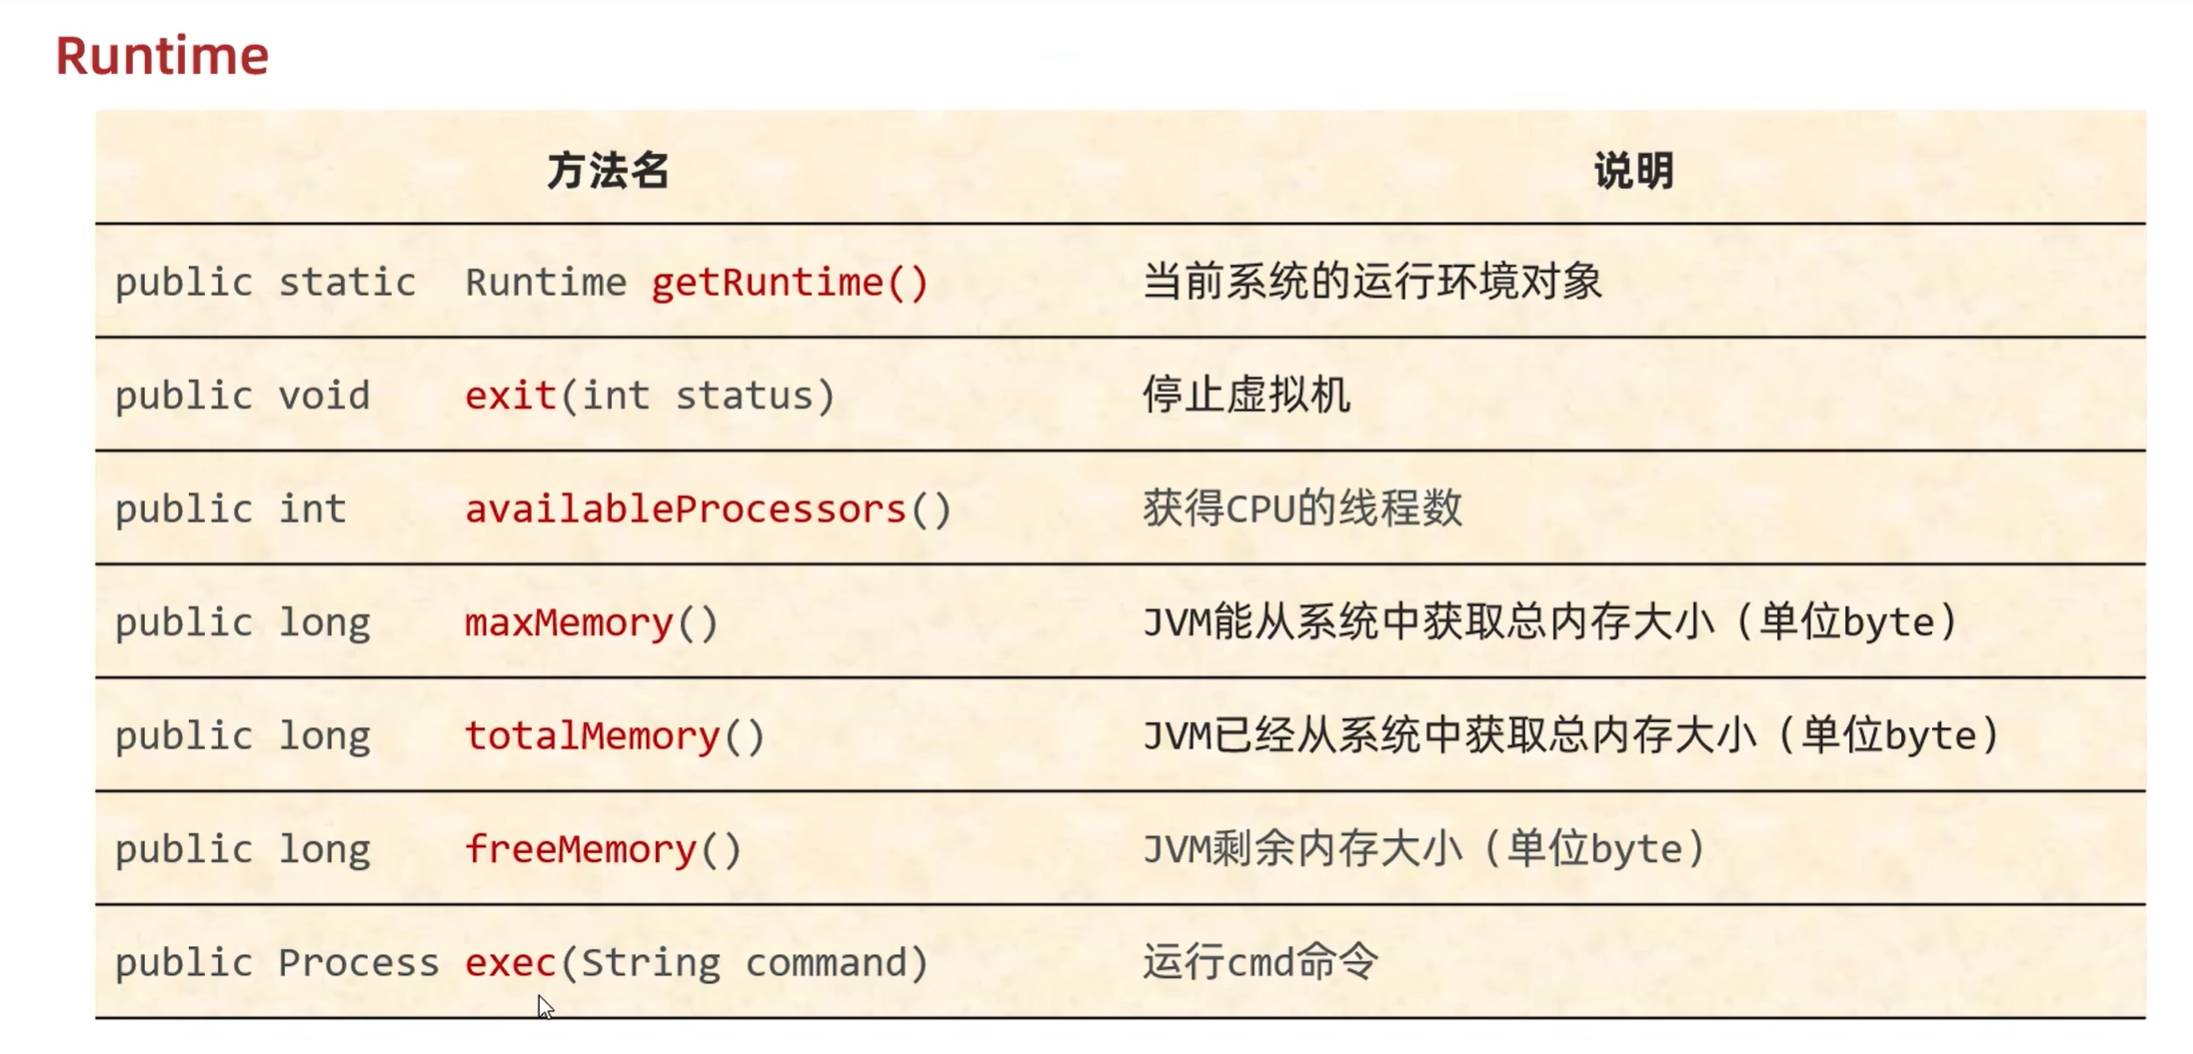 Runtime
方法名 说明
public static Runtime getRuntime() 当前系统的运行环境对象
public void exit(int status) 停止虚拟机
public int availableProcessors() 获得CPU的线程数
public long maxMemory() JVM能从系统中获取总内存大小（单位byte）
public long totalMemory() JVM已经从系统中获取总内存大小（单位byte）
public long freeMemory() JVM剩余内存大小（单位byte）
public Process exec(String command) 运行cmd命令